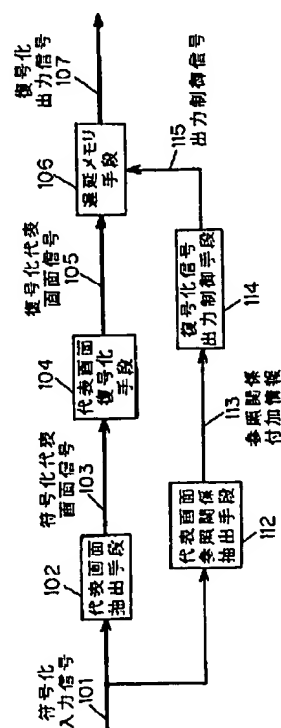 符号化
入力信号
101
102
代表画面
抽出手段
符号化代表
画面信号
103
104
代表画面
復号化
手段
復号化代表
画面信号
105
106
遅延メモリ
手段
復号化
出力信号
107
代表画面
参照関係
抽出手段
112
113
参照関係
付加情報
復号化信号
出力制御手段
114
115
出力制御信号